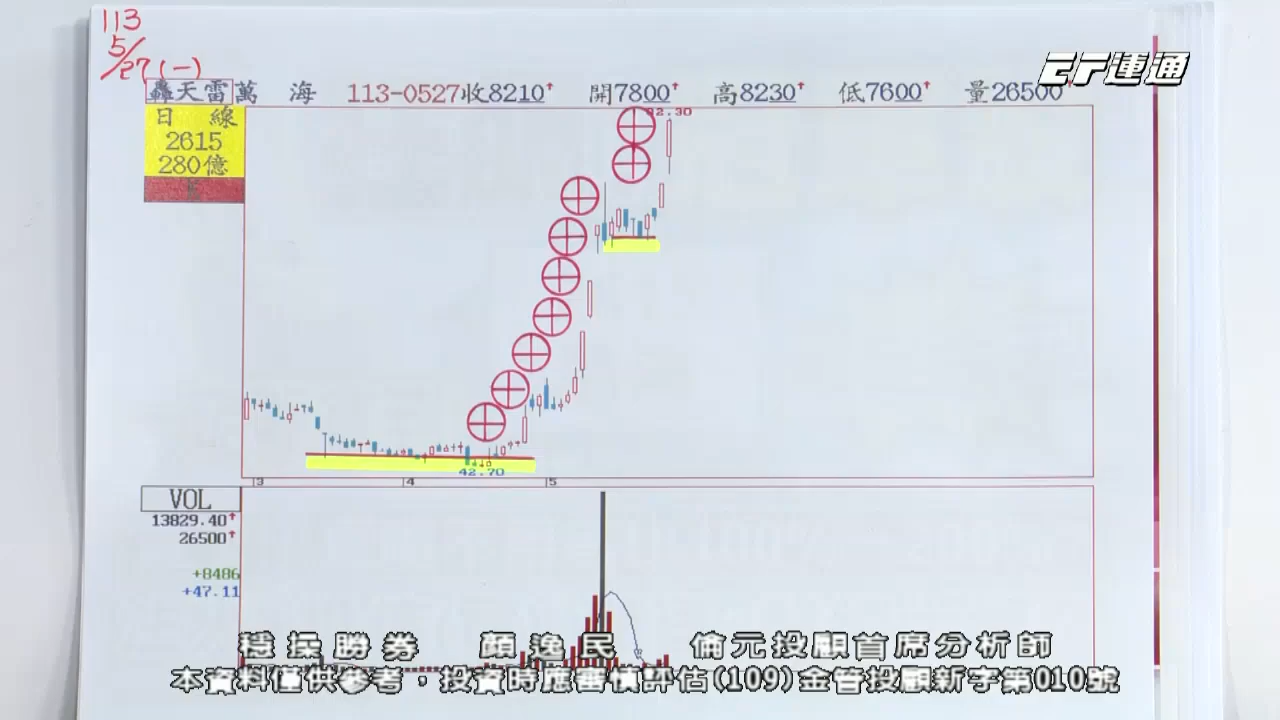 113
5/27(一)
EF運通
轟天雷萬 海 113-0527收8210↑ 開7800↑ 高8230↑ 低7600↑ 量26500↑
日 線
2615
280億
82.30
42.70
3 4 5
VOL
13829.40↑
26500↑
+8486
+47.11
穩操勝券 顏逸民 倫元投顧首席分析師
本資料僅供參考，投資時應審慎評估(109)金管投顧新字第010號